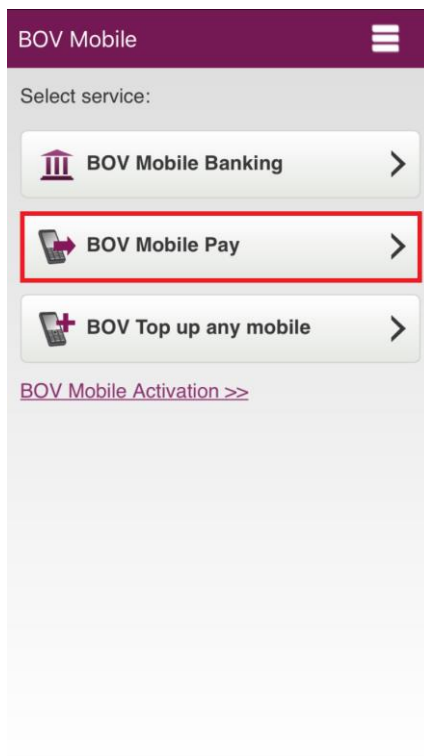 BOV Mobile
Select service:
BOV Mobile Banking
BOV Mobile Pay
BOV Top up any mobile
BOV Mobile Activation >>